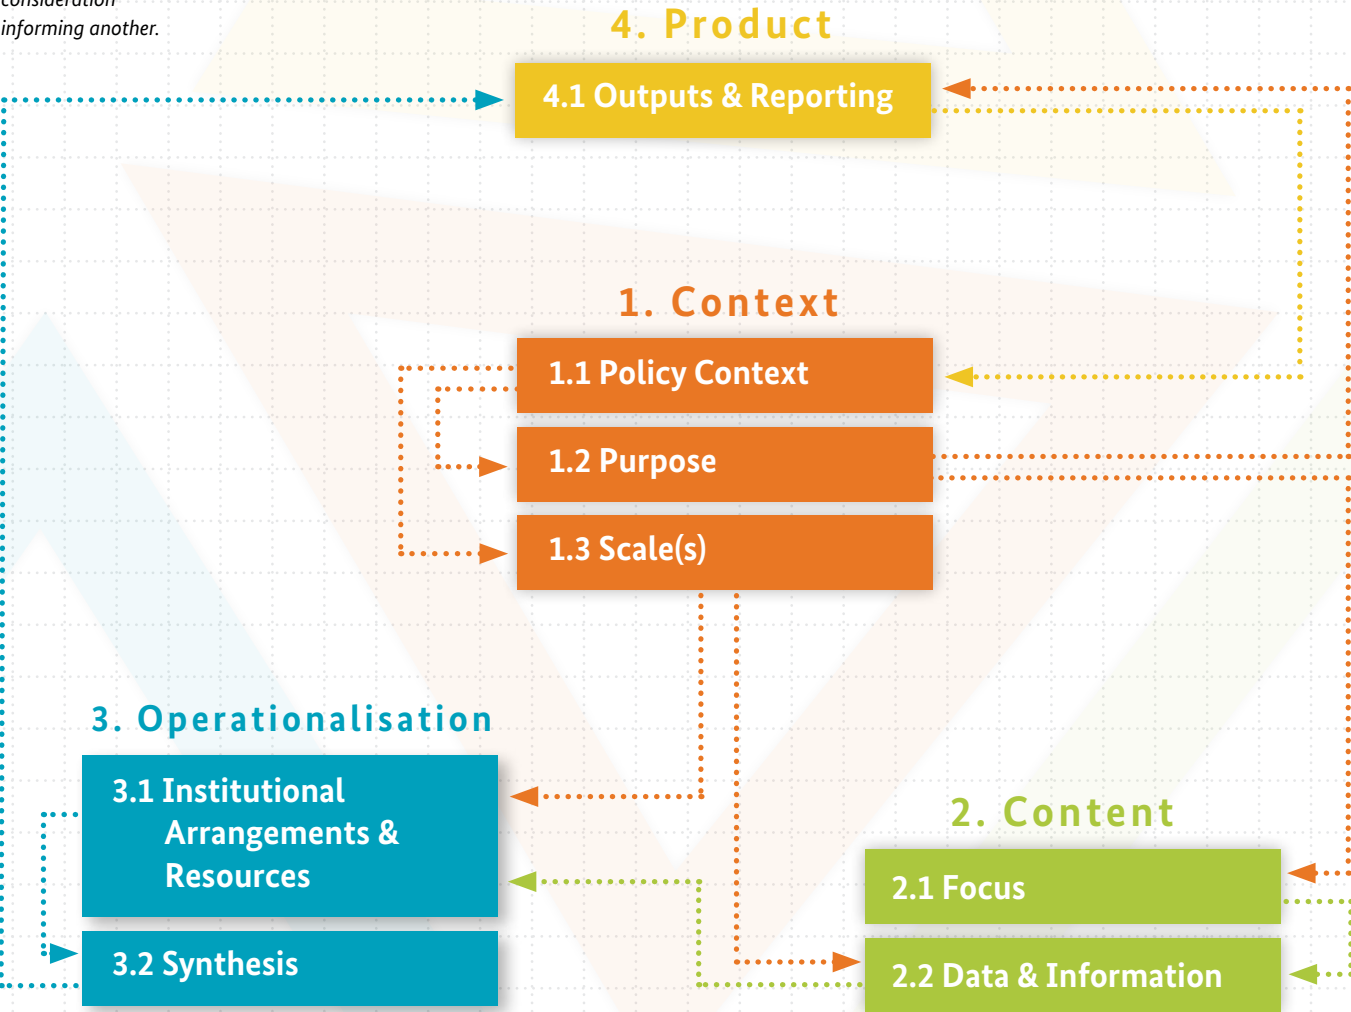 consideration
informing another.
4. Product
4.1 Outputs & Reporting
1. Context
1.1 Policy Context
1.2 Purpose
1.3 Scale(s)
3. Operationalisation
3.1 Institutional
Arrangements &
Resources
3.2 Synthesis
2. Content
2.1 Focus
2.2 Data & Information